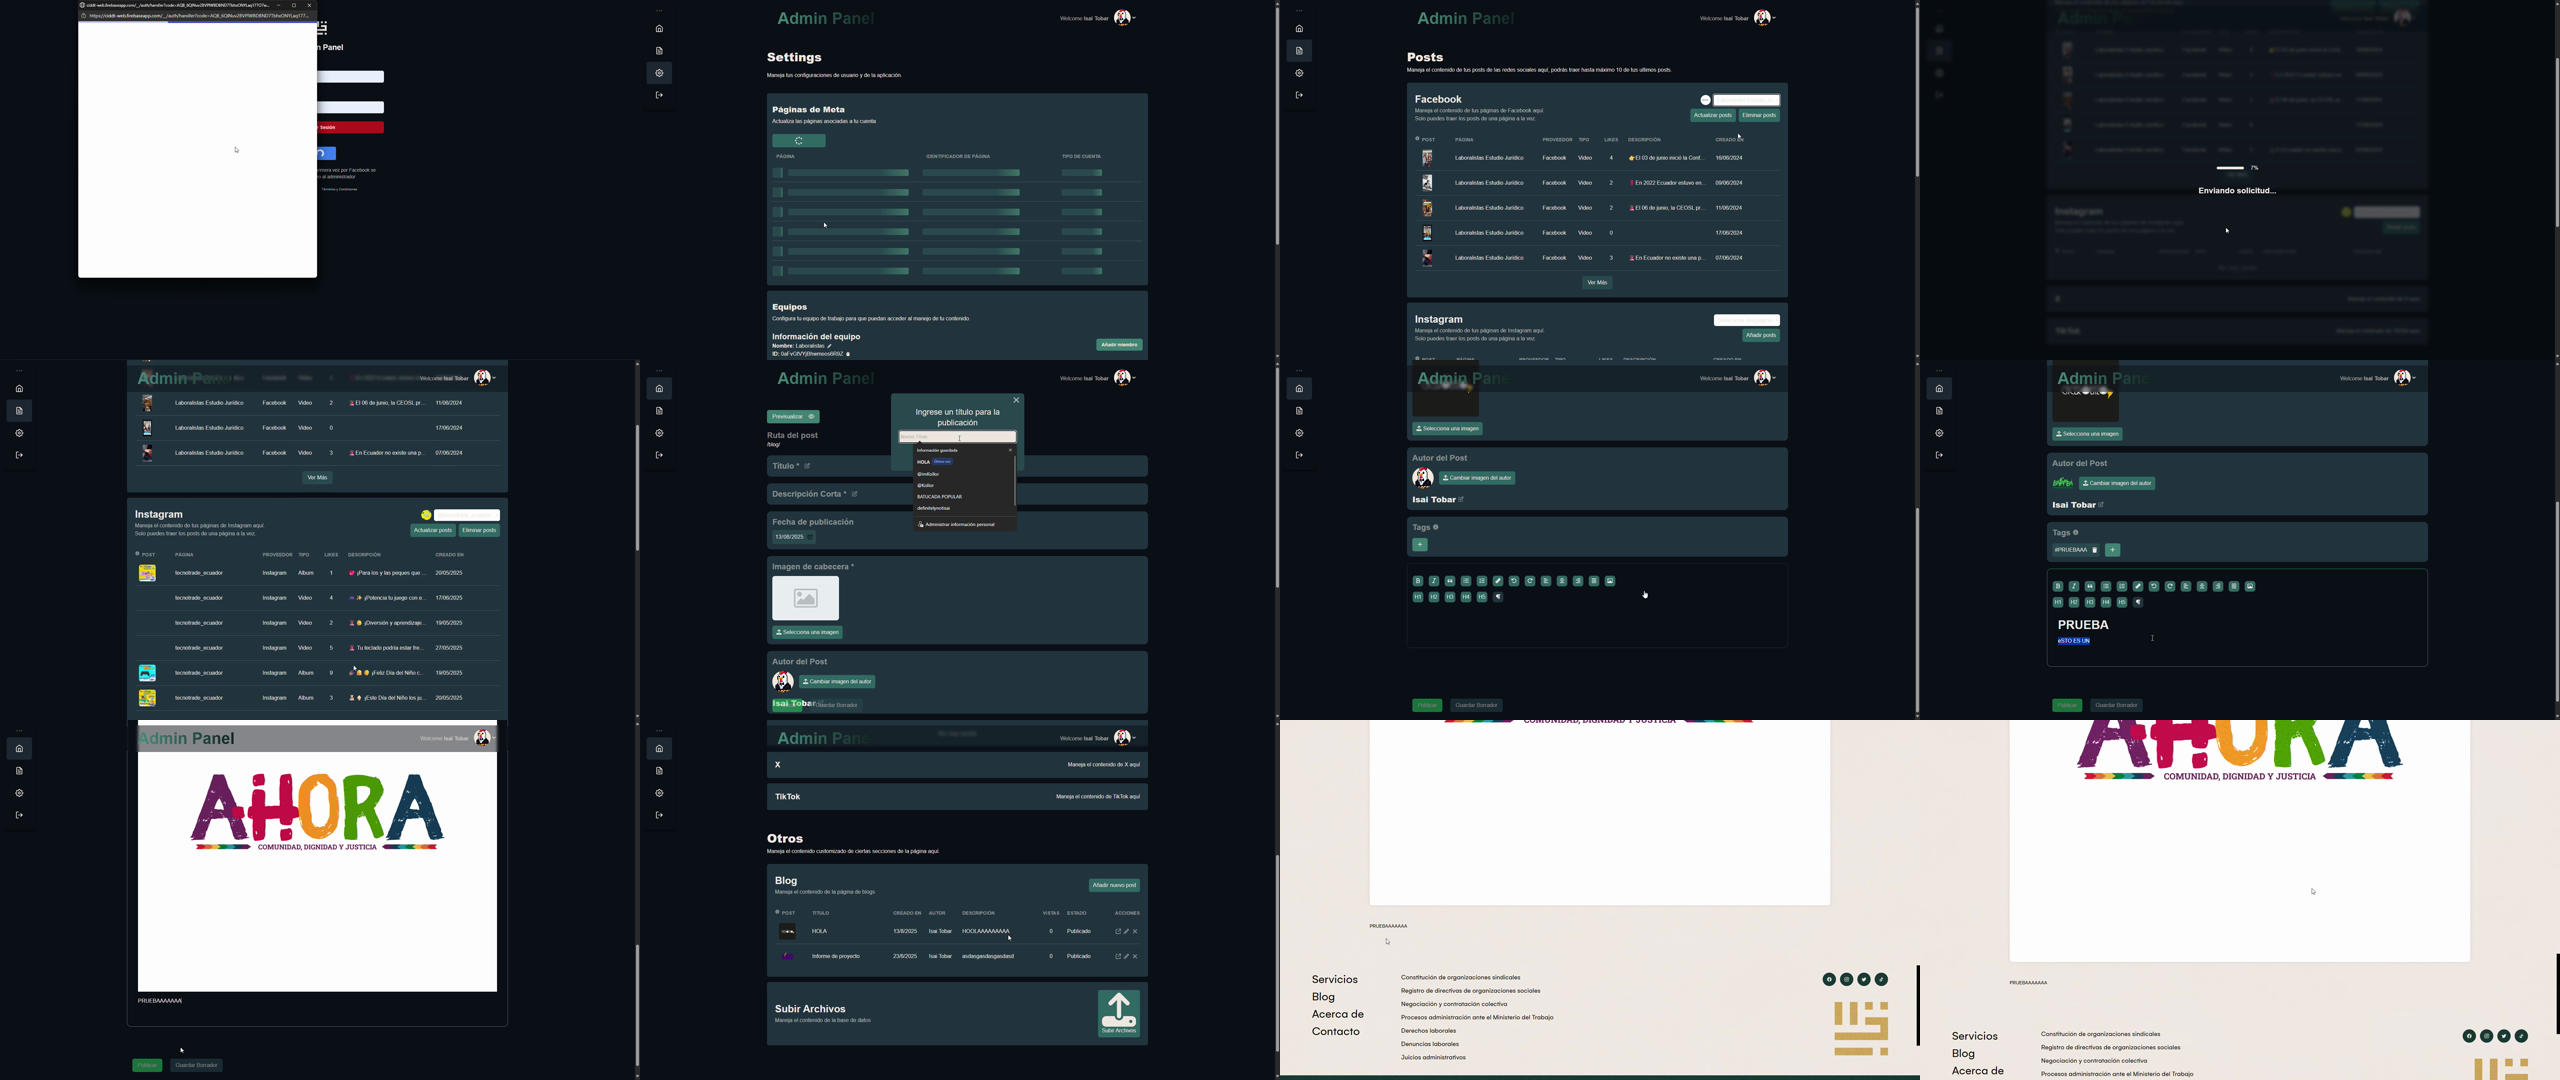 n Panel
r Sesión
mera vez por Facebook se
n al administrador
Términos y Condiciones
Admin Panel
Welcome Isai Tobar
Settings
Maneja tus configuraciones de usuario y de la aplicación.
Páginas de Meta
Actualiza las páginas asociadas a tu cuenta
PÁGINA IDENTIFICADOR DE PÁGINA TIPO DE CUENTA
Equipos
Configura tu equipo de trabajo para que puedan acceder al manejo de tu contenido.
Información del equipo
Nombre: Laboralistas
Añadir miembro
Admin Panel
Welcome Isai Tobar
Posts
Maneja el contenido de tus posts de las redes sociales aquí, podrás traer hasta máximo 10 de tus ultimos posts.
Facebook
Maneja el contenido de tus páginas de Facebook aquí.
Solo puedes traer los posts de una página a la vez.
Actualizar posts Eliminar posts
POST PÁGINA PROVEEDOR TIPO LIKES DESCRIPCIÓN CREADO EN
Laboralistas Estudio Jurídico Facebook Video 4 El 03 de junio inició la Conf... 16/06/2024
Laboralistas Estudio Jurídico Facebook Video 2 En 2022 Ecuador estuvo en... 09/06/2024
Laboralistas Estudio Jurídico Facebook Video 2 El 06 de junio, la CEOSL pr... 11/06/2024
Laboralistas Estudio Jurídico Facebook Video 0 17/06/2024
Laboralistas Estudio Jurídico Facebook Video 3 En Ecuador no existe una p... 07/06/2024
Ver Más
Instagram
Maneja el contenido de tus páginas de Instagram aquí.
Solo puedes traer los posts de una página a la vez.
Añadir posts
7%
Enviando solicitud...
Instagram
TikTok
Admin Panel
Welcome Isai Tobar
Laboralistas Estudio Jurídico Facebook Video 2 El 06 de junio, la CEOSL pr... 11/06/2024
Laboralistas Estudio Jurídico Facebook Video 0 17/06/2024
Laboralistas Estudio Jurídico Facebook Video 3 En Ecuador no existe una p... 07/06/2024
Ver Más
Instagram
Maneja el contenido de tus páginas de Instagram aquí.
Solo puedes traer los posts de una página a la vez.
Actualizar posts Eliminar posts
POST PÁGINA PROVEEDOR TIPO LIKES DESCRIPCIÓN CREADO EN
tecnotrade_ecuador Instagram Album 1 ¡Para los y las peques que ... 20/05/2025
tecnotrade_ecuador Instagram Video 4 ¡Potencia tu juego con e... 17/06/2025
tecnotrade_ecuador Instagram Video 2 ¡Diversión y aprendizaje... 19/05/2025
tecnotrade_ecuador Instagram Video 5 Tu teclado podría estar fre... 27/05/2025
tecnotrade_ecuador Instagram Album 9 ¡Feliz Día del Niño c... 19/05/2025
tecnotrade_ecuador Instagram Album 3 ¡Este Día del Niño los ju... 20/05/2025
Admin Panel
Welcome Isai Tobar
Previsualizar
Ruta del post
/blog/
Título *
Descripción Corta *
Fecha de publicación
13/08/2025
Imagen de cabecera *
Selecciona una imagen
Autor del Post
Cambiar imagen del autor
Isai Tobar
Guardar Borrador
Ingrese un título para la
publicación
Información guardada
HOLA
@imKollor
@Kollor
BATUCADA POPULAR
definitelynotisai
Administrar información personal
Admin Pane
Welcome Isai Tobar
Selecciona una imagen
Autor del Post
Cambiar imagen del autor
Isai Tobar
Tags
B I
H1 H2 H3 H4 H5
Publicar Guardar Borrador
Admin Pane
Welcome Isai Tobar
Selecciona una imagen
Autor del Post
Cambiar imagen del autor
Isai Tobar
Tags
#PRUEBAAA
B I
H1 H2 H3 H4 H5
PRUEBA
eSTO ES UN
Publicar Guardar Borrador
Admin Panel
Welcome Isai Tobar
AHORA
COMUNIDAD, DIGNIDAD Y JUSTICIA
PRUEBAAAAAAA
Publicar Guardar Borrador
Admin Pane
Welcome Isai Tobar
X Maneja el contenido de X aquí
TikTok Maneja el contenido de TikTok aquí
Otros
Maneja el contenido customizado de ciertas secciones de la página aquí.
Blog
Maneja el contenido de la página de blogs
Añadir nuevo post
POST TITULO CREADO EN AUTOR DESCRIPCIÓN VISTAS ESTADO ACCIONES
HOLA 13/8/2025 Isai Tobar HOOLAAAAAAAAA 0 Publicado
Informe de proyecto 23/6/2025 Isai Tobar asdasgasdasgasdasd 0 Publicado
Subir Archivos
Maneja el contenido de la base de datos
Subir Archivos
COMUNIDAD, DIGNIDAD Y JUSTICIA
PRUEBAAAAAAA
Servicios
Blog
Acerca de
Contacto
Constitución de organizaciones sindicales
Registro de directivas de organizaciones sociales
Negociación y contratación colectiva
Procesos administración ante el Ministerio del Trabajo
Derechos laborales
Denuncias laborales
Juicios administrativos
AHORA
COMUNIDAD, DIGNIDAD Y JUSTICIA
PRUEBAAAAAAA
Servicios
Blog
Acerca de
Constitución de organizaciones sindicales
Registro de directivas de organizaciones sociales
Negociación y contratación colectiva
Procesos administración ante el Ministerio del Trabajo